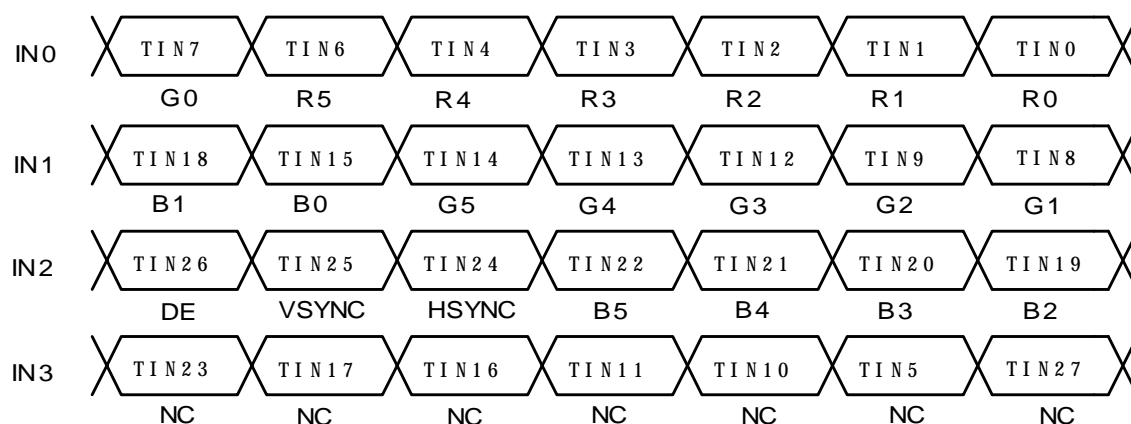 IN0 TIN7 TIN6 TIN4 TIN3 TIN2 TIN1 TIN0
G0 R5 R4 R3 R2 R1 R0
IN1 TIN18 TIN15 TIN14 TIN13 TIN12 TIN9 TIN8
B1 B0 G5 G4 G3 G2 G1
IN2 TIN26 TIN25 TIN24 TIN22 TIN21 TIN20 TIN19
DE VSYNC HSYNC B5 B4 B3 B2
IN3 TIN23 TIN17 TIN16 TIN11 TIN10 TIN5 TIN27
NC NC NC NC NC NC NC